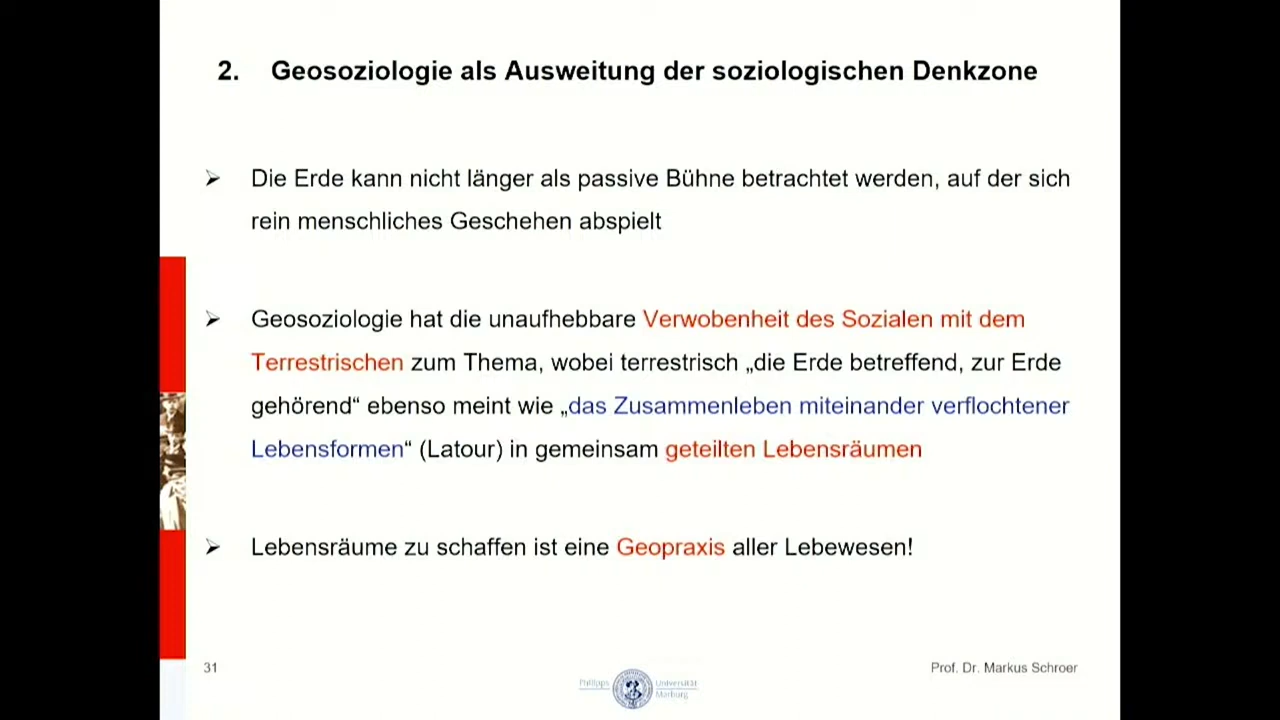 2. Geosoziologie als Ausweitung der soziologischen Denkzone
Die Erde kann nicht länger als passive Bühne betrachtet werden, auf der sich
rein menschliches Geschehen abspielt
Geosoziologie hat die unaufhebbare Verwobenheit des Sozialen mit dem
Terrestrischen zum Thema, wobei terrestrisch „die Erde betreffend, zur Erde
gehörend“ ebenso meint wie „das Zusammenleben miteinander verflochtener
Lebensformen“ (Latour) in gemeinsam geteilten Lebensräumen
Lebensräume zu schaffen ist eine Geopraxis aller Lebewesen!
31
Prof. Dr. Markus Schroer
Philipps Universität
Marburg